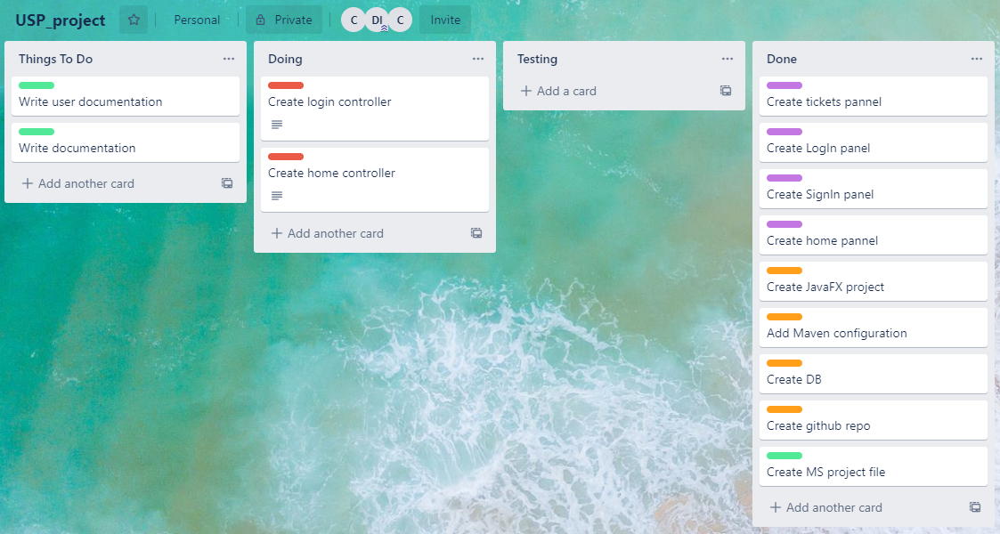 USP_project Personal Private C DI C Invite
Things To Do
Write user documentation
Write documentation
Add another card
Doing
Create login controller
Create home controller
Add another card
Testing
Add a card
Done
Create tickets pannel
Create LogIn panel
Create SignIn panel
Create home pannel
Create JavaFX project
Add Maven configuration
Create DB
Create github repo
Create MS project file
Add another card